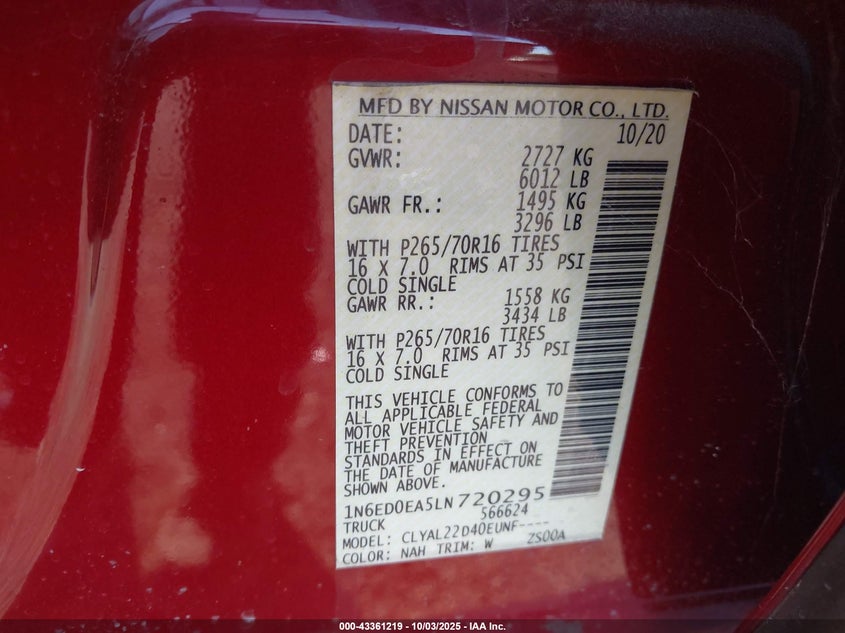 MFD BY NISSAN MOTOR CO., LTD.
DATE: 10/20
GVWR: 2727 KG
6012 LB
GAWR FR.: 1495 KG
3296 LB
WITH P265/70R16 TIRES
16 X 7.0 RIMS AT 35 PSI
COLD SINGLE
GAWR RR.: 1558 KG
3434 LB
WITH P265/70R16 TIRES
16 X 7.0 RIMS AT 35 PSI
COLD SINGLE
THIS VEHICLE CONFORMS TO
ALL APPLICABLE FEDERAL
MOTOR VEHICLE SAFETY AND
THEFT PREVENTION
STANDARDS IN EFFECT ON
THE DATE OF MANUFACTURE
SHOWN ABOVE.
1N6ED0EA5LN720295
TRUCK 566624
MODEL: CLYAL22D40EUNF----
COLOR: NAH TRIM: W ZS00A
000-43361219 - 10/03/2025 - IAA Inc.